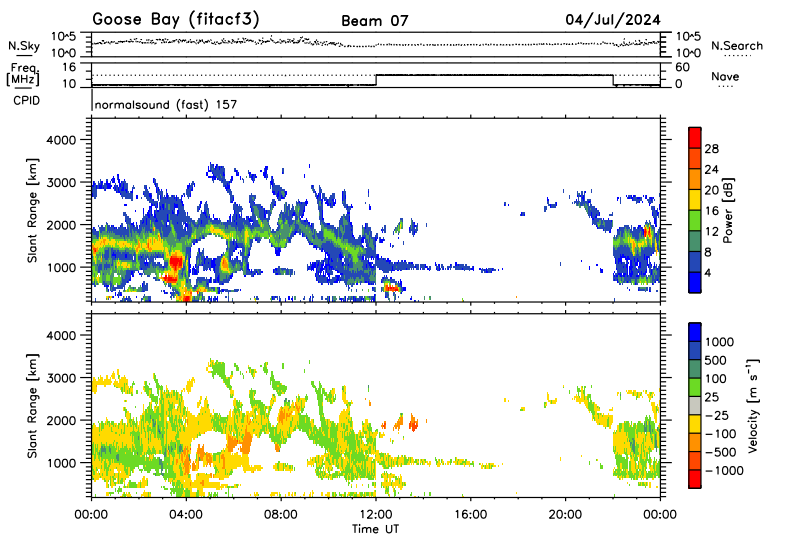 Goose Bay (fitacf3) Beam 07 04/Jul/2024
N.Sky 10^5 10^5 N.Search
10^0 10^0
Freq. 16 60 Nave
[MHz] 10 0
CPID normalsound (fast) 157
4000
3000
2000
1000
Slant Range [km]
28
24
20
16
12
8
4
Power [dB]
4000
3000
2000
1000
Slant Range [km]
1000
500
100
25
-25
-100
-500
-1000
Velocity [m s^-1]
00:00 04:00 08:00 12:00 16:00 20:00 00:00
Time UT